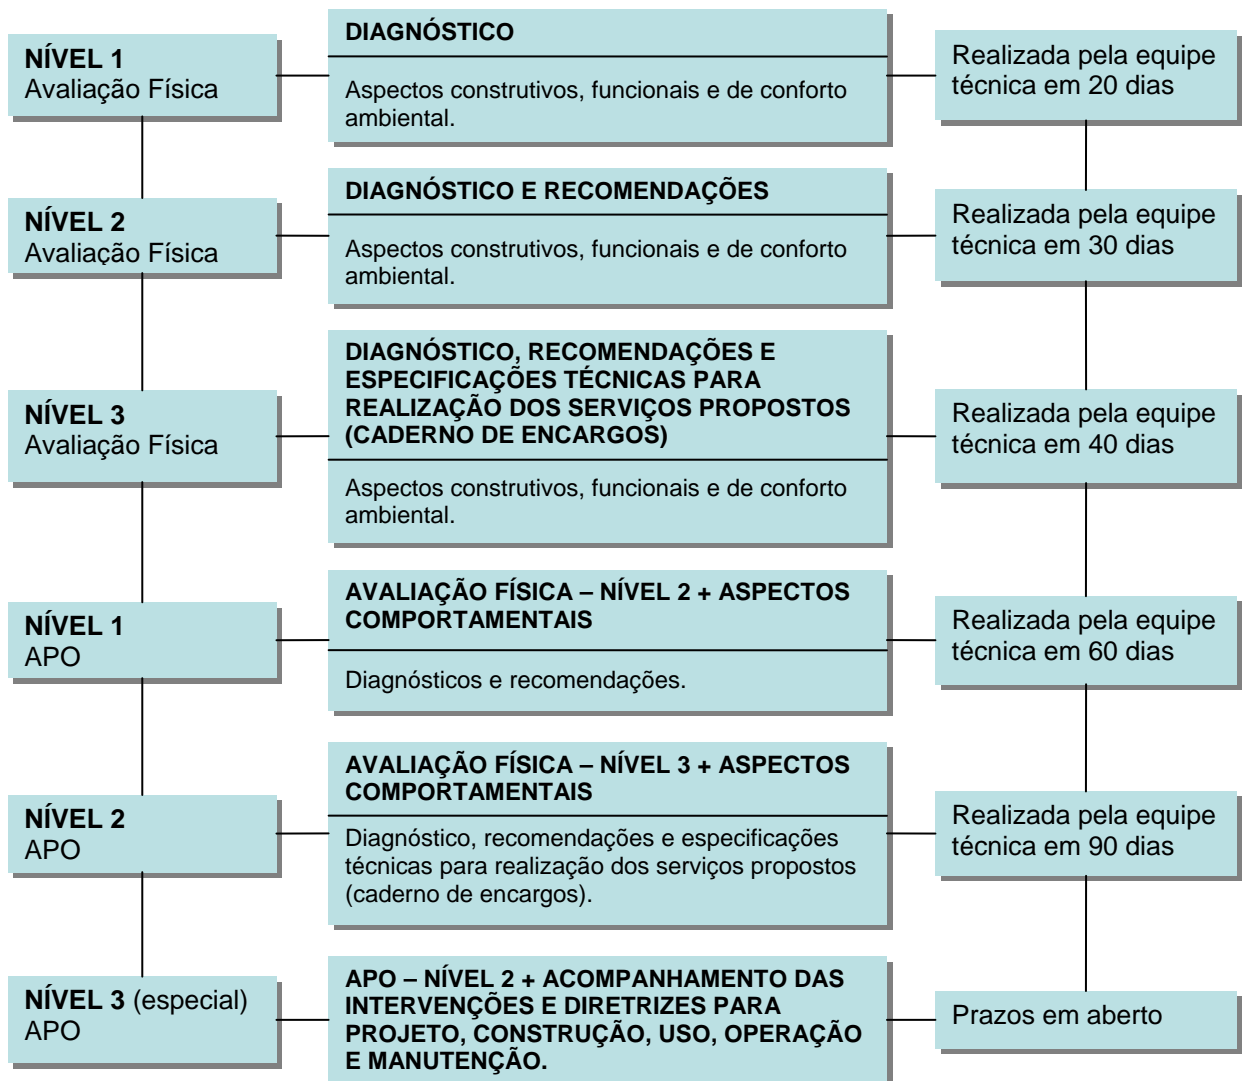 NÍVEL 1
Avaliação Física
DIAGNÓSTICO
Aspectos construtivos, funcionais e de conforto
ambiental.
Realizada pela equipe
técnica em 20 dias
NÍVEL 2
Avaliação Física
DIAGNÓSTICO E RECOMENDAÇÕES
Aspectos construtivos, funcionais e de conforto
ambiental.
Realizada pela equipe
técnica em 30 dias
NÍVEL 3
Avaliação Física
DIAGNÓSTICO, RECOMENDAÇÕES E
ESPECIFICAÇÕES TÉCNICAS PARA
REALIZAÇÃO DOS SERVIÇOS PROPOSTOS
(CADERNO DE ENCARGOS)
Aspectos construtivos, funcionais e de conforto
ambiental.
Realizada pela equipe
técnica em 40 dias
NÍVEL 1
APO
AVALIAÇÃO FÍSICA – NÍVEL 2 + ASPECTOS
COMPORTAMENTAIS
Diagnósticos e recomendações.
Realizada pela equipe
técnica em 60 dias
NÍVEL 2
APO
AVALIAÇÃO FÍSICA – NÍVEL 3 + ASPECTOS
COMPORTAMENTAIS
Diagnóstico, recomendações e especificações
técnicas para realização dos serviços propostos
(caderno de encargos).
Realizada pela equipe
técnica em 90 dias
NÍVEL 3 (especial)
APO
APO – NÍVEL 2 + ACOMPANHAMENTO DAS
INTERVENÇÕES E DIRETRIZES PARA
PROJETO, CONSTRUÇÃO, USO, OPERAÇÃO
E MANUTENÇÃO.
Prazos em aberto